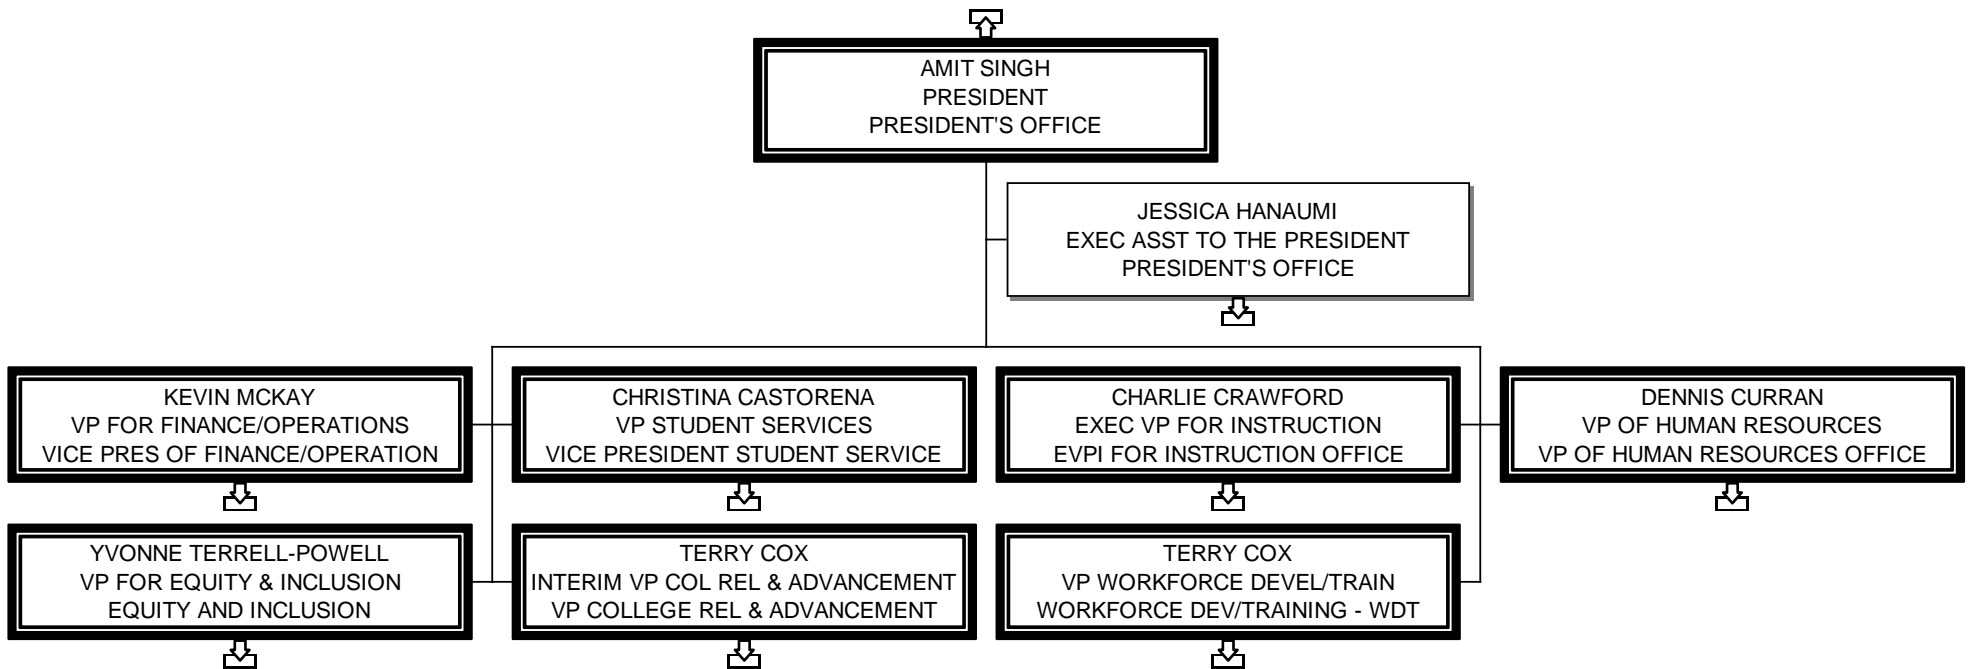 AMIT SINGH
PRESIDENT
PRESIDENT'S OFFICE
JESSICA HANAUMI
EXEC ASST TO THE PRESIDENT
PRESIDENT'S OFFICE
KEVIN MCKAY
VP FOR FINANCE/OPERATIONS
VICE PRES OF FINANCE/OPERATION
CHRISTINA CASTORENA
VP STUDENT SERVICES
VICE PRESIDENT STUDENT SERVICE
CHARLIE CRAWFORD
EXEC VP FOR INSTRUCTION
EVPI FOR INSTRUCTION OFFICE
DENNIS CURRAN
VP OF HUMAN RESOURCES
VP OF HUMAN RESOURCES OFFICE
YVONNE TERRELL-POWELL
VP FOR EQUITY & INCLUSION
EQUITY AND INCLUSION
TERRY COX
INTERIM VP COL REL & ADVANCEMENT
VP COLLEGE REL & ADVANCEMENT
TERRY COX
VP WORKFORCE DEVEL/TRAIN
WORKFORCE DEV/TRAINING - WDT